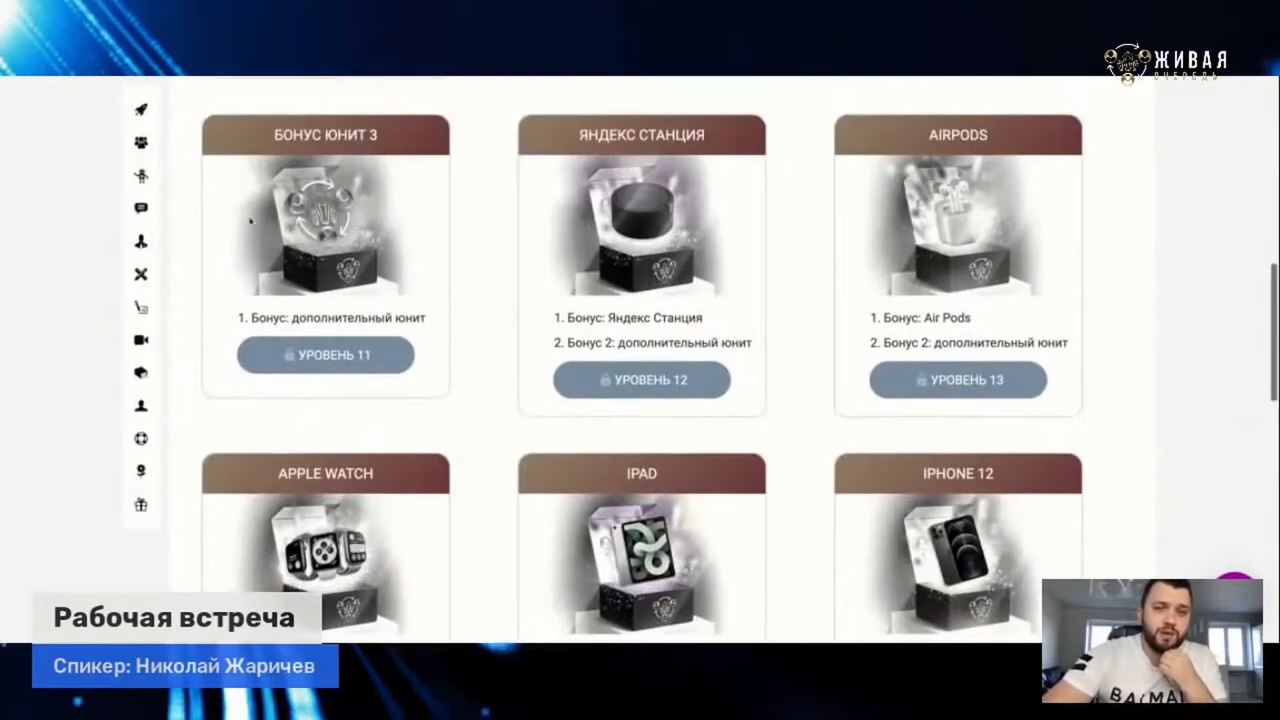 ЖИВАЯ
ОЧЕРЕДЬ
БОНУС ЮНИТ 3
ЯНДЕКС СТАНЦИЯ
AIRPODS
1. Бонус: дополнительный юнит
УРОВЕНЬ 11
1. Бонус: Яндекс Станция
2. Бонус 2: дополнительный юнит
УРОВЕНЬ 12
1. Бонус: Air Pods
2. Бонус 2: дополнительный юнит
УРОВЕНЬ 13
APPLE WATCH
IPAD
IPHONE 12
Рабочая встреча
Спикер: Николай Жаричев